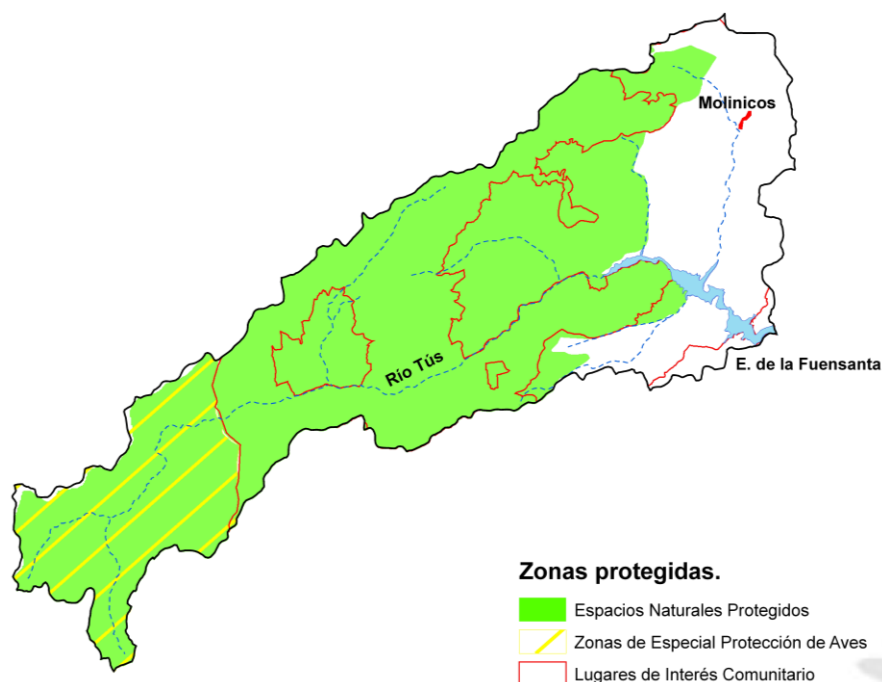 Molinicos
Río Tús
E. de la Fuensanta
Zonas protegidas.
Espacios Naturales Protegidos
Zonas de Especial Protección de Aves
Lugares de Interés Comunitario